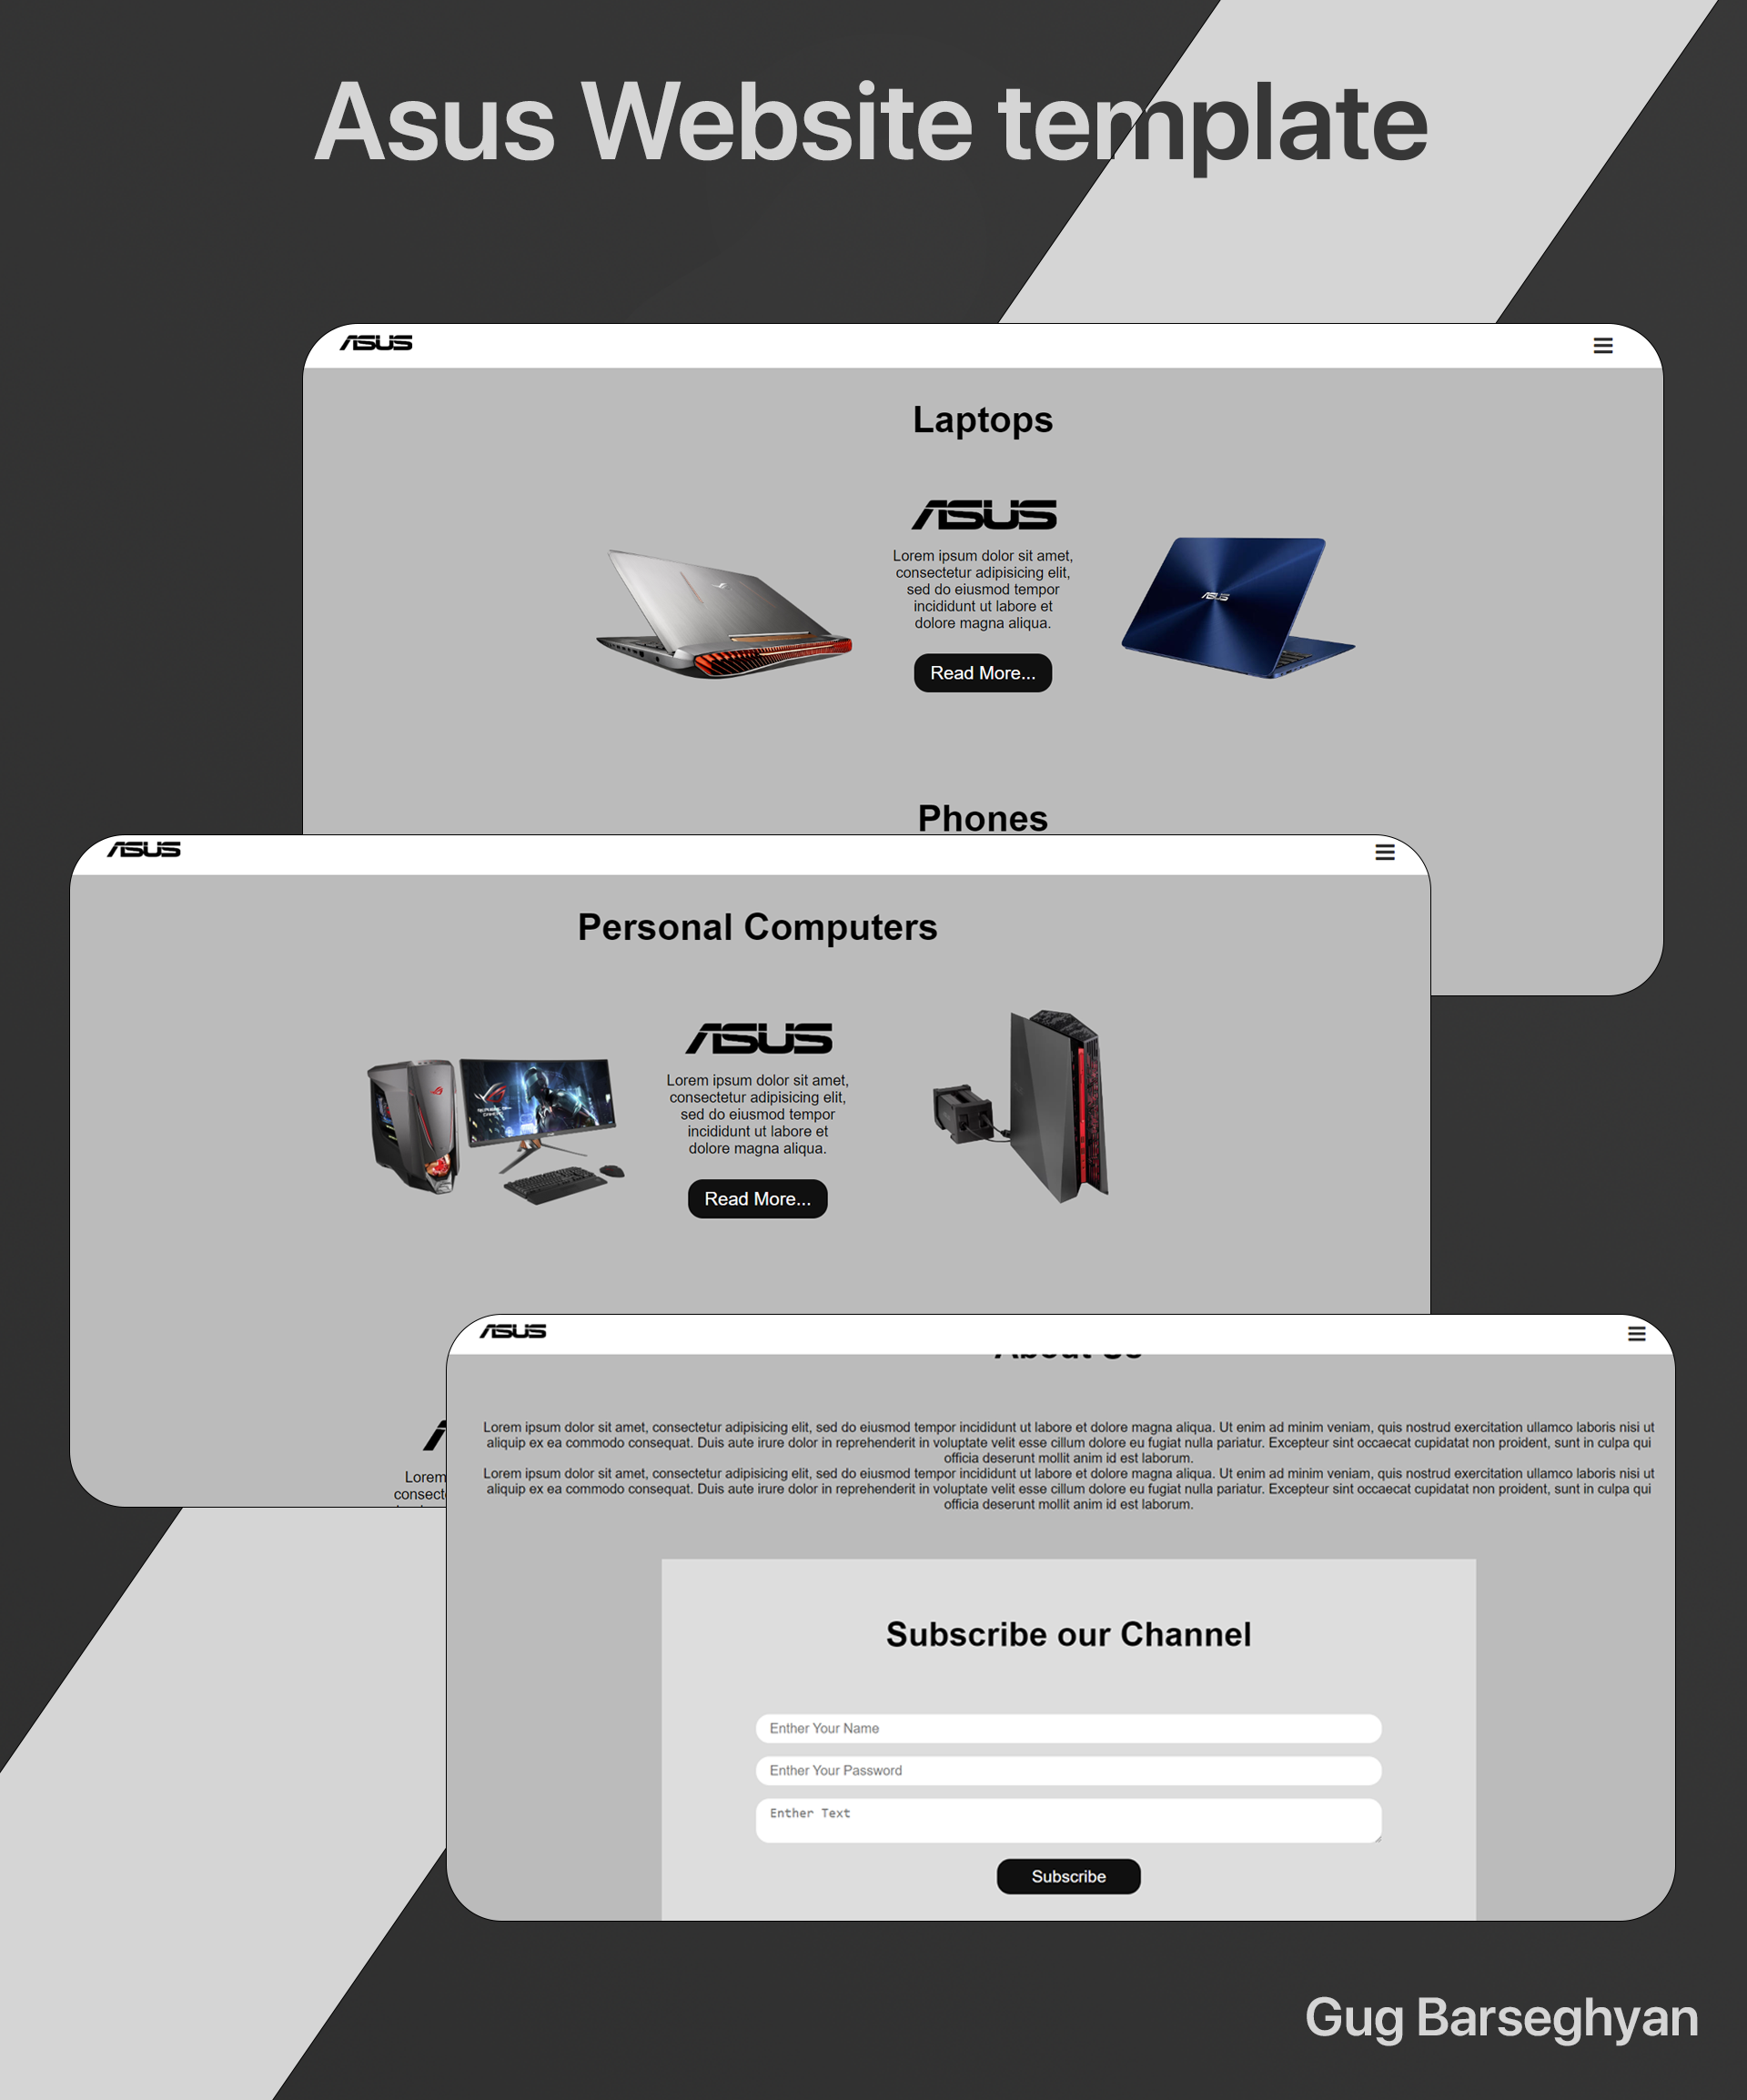 Asus Website template
ASUS
Laptops
ASUS
Lorem ipsum dolor sit amet,
consectetur adipisicing elit,
sed do eiusmod tempor
incididunt ut labore et
dolore magna aliqua.
Read More...
ASUS
Phones
ASUS
Personal Computers
ASUS
Lorem ipsum dolor sit amet,
consectetur adipisicing elit,
sed do eiusmod tempor
incididunt ut labore et
dolore magna aliqua.
Read More...
Lorem
ASUS
About Us
Lorem ipsum dolor sit amet, consectetur adipisicing elit, sed do eiusmod tempor incididunt ut labore et dolore magna aliqua. Ut enim ad minim veniam, quis nostrud exercitation ullamco laboris nisi ut
aliquip ex ea commodo consequat. Duis aute irure dolor in reprehenderit in voluptate velit esse cillum dolore eu fugiat nulla pariatur. Excepteur sint occaecat cupidatat non proident, sunt in culpa qui
officia deserunt mollit anim id est laborum.
Lorem ipsum dolor sit amet, consectetur adipisicing elit, sed do eiusmod tempor incididunt ut labore et dolore magna aliqua. Ut enim ad minim veniam, quis nostrud exercitation ullamco laboris nisi ut
aliquip ex ea commodo consequat. Duis aute irure dolor in reprehenderit in voluptate velit esse cillum dolore eu fugiat nulla pariatur. Excepteur sint occaecat cupidatat non proident, sunt in culpa qui
officia deserunt mollit anim id est laborum.
Subscribe our Channel
Enther Your Name
Enther Your Password
Enther Text
Subscribe
Gug Barseghyan